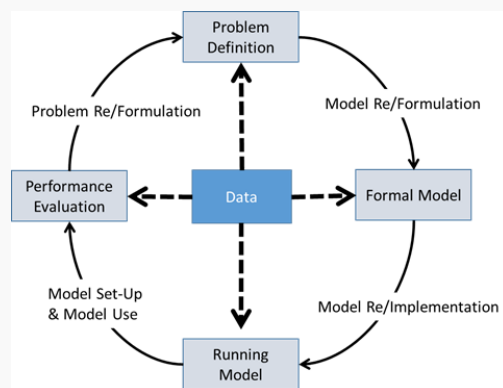 Problem
Definition
Problem Re/Formulation
Model Re/Formulation
Performance
Evaluation
Data
Formal Model
Model Set-Up
& Model Use
Model Re/Implementation
Running
Model